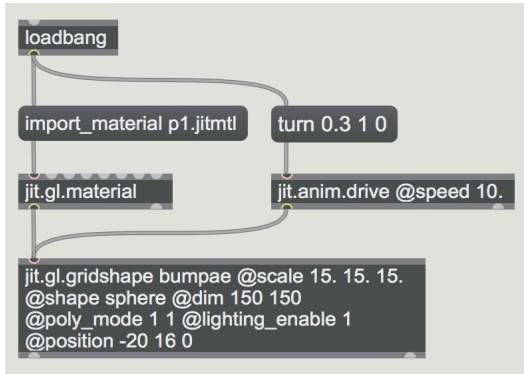 loadbang
import_material p1.jitmtl
turn 0.3 1 0
jit.gl.material
jit.anim.drive @speed 10.
jit.gl.gridshape bumpae @scale 15. 15. 15.
@shape sphere @dim 150 150
@poly_mode 1 1 @lighting_enable 1
@position -20 16 0